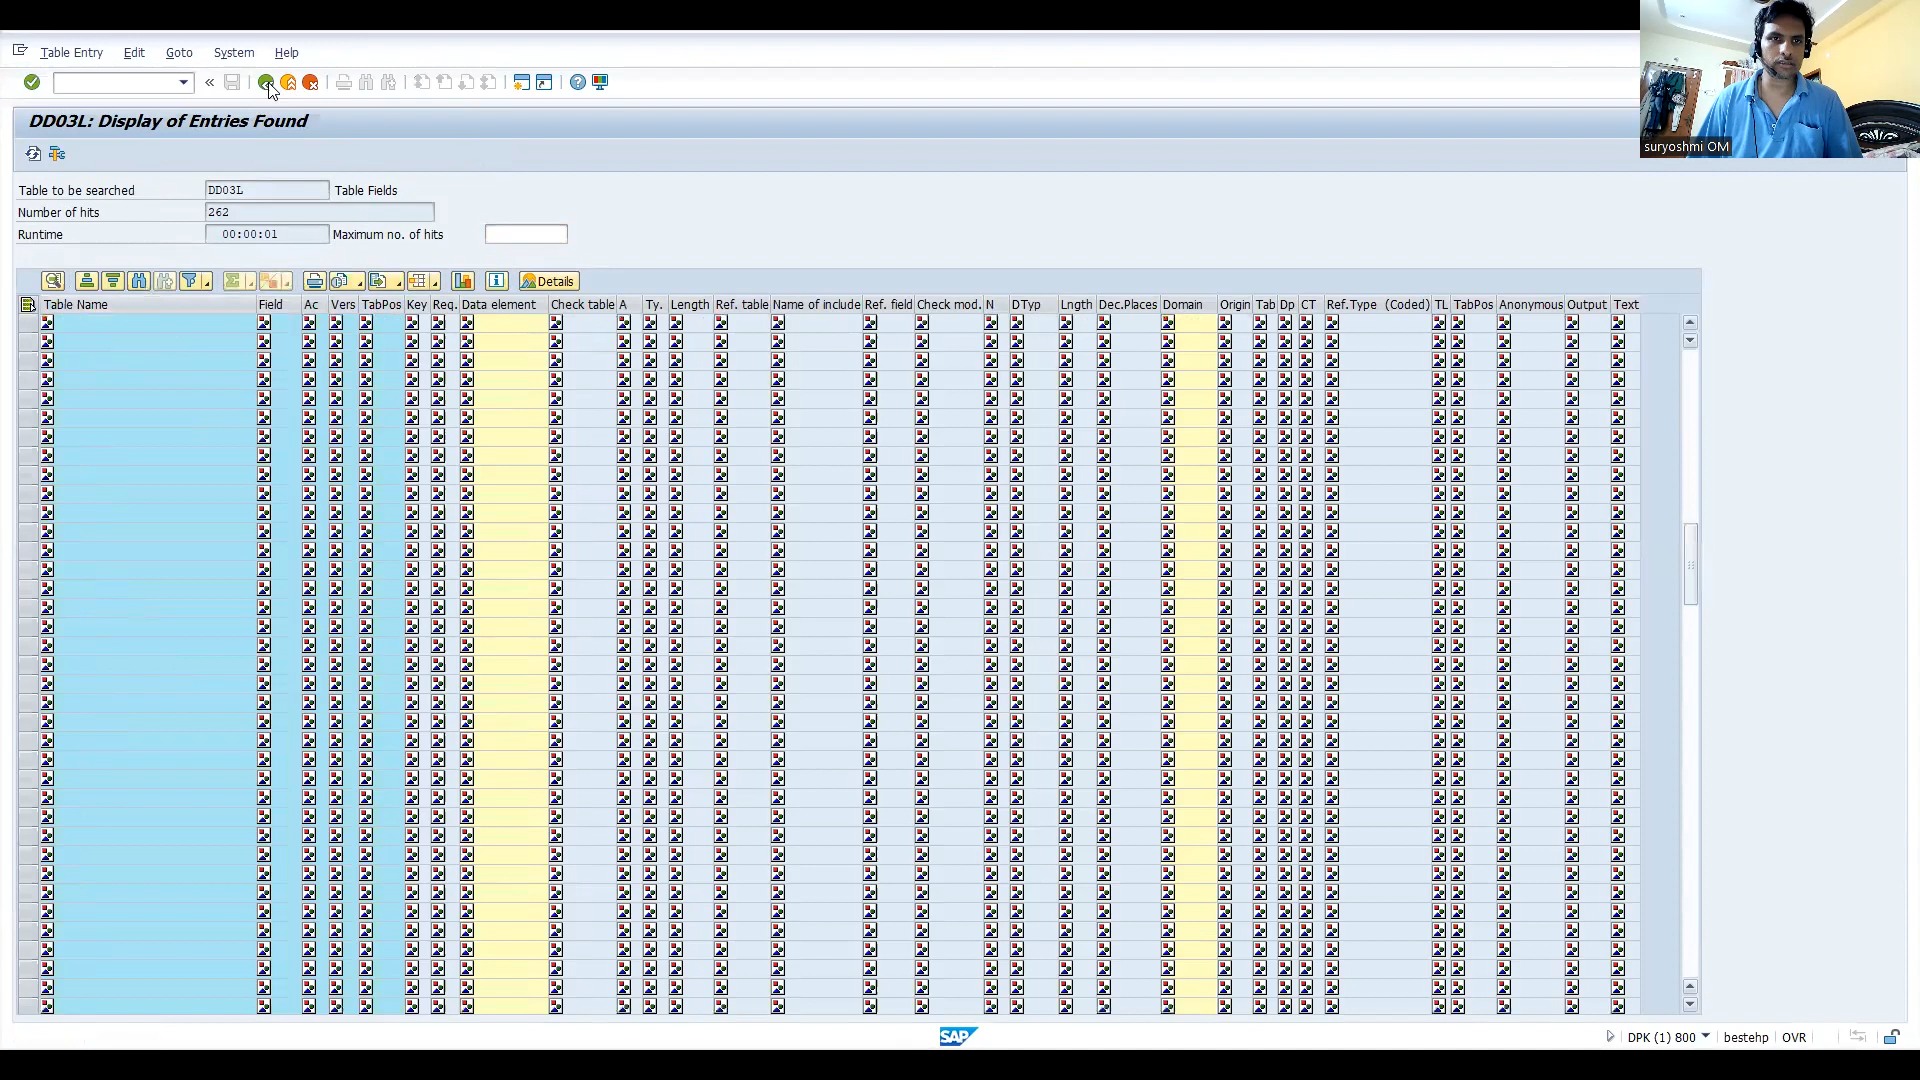 Table Entry Edit Goto System Help
DD03L: Display of Entries Found
Table to be searched DD03L Table Fields
Number of hits 262
Runtime 00:00:01 Maximum no. of hits
Details
Table Name Field Ac Vers TabPos Key Req. Data element Check table A Ty. Length Ref. table Name of include Ref. field Check mod. N DTyp Lngth Dec.Places Domain Origin Tab Dp CT Ref.Type (Coded) TL TabPos Anonymous Output Text
suryoshmi OM
SAP
DPK (1) 800 bestehp OVR